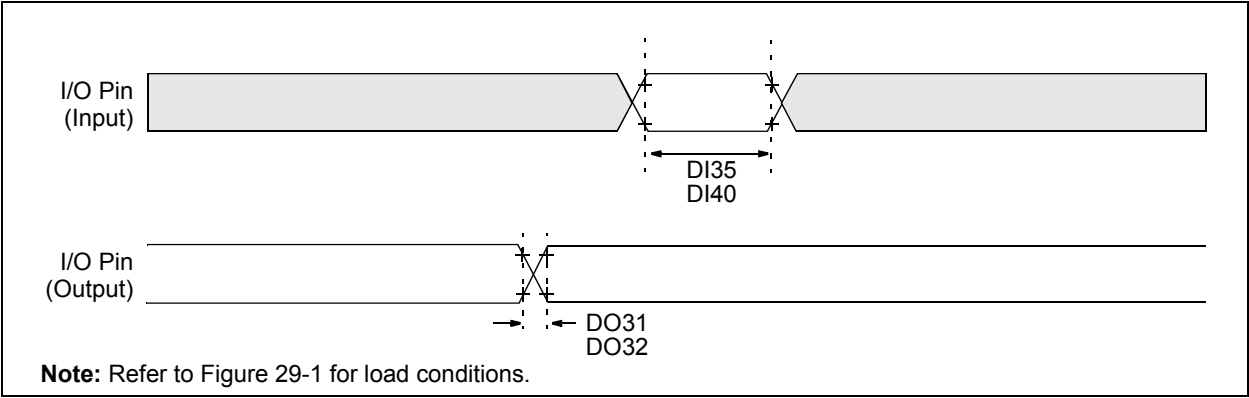 I/O Pin
(Input)
DI35
DI40
I/O Pin
(Output)
DO31
DO32
Note: Refer to Figure 29-1 for load conditions.